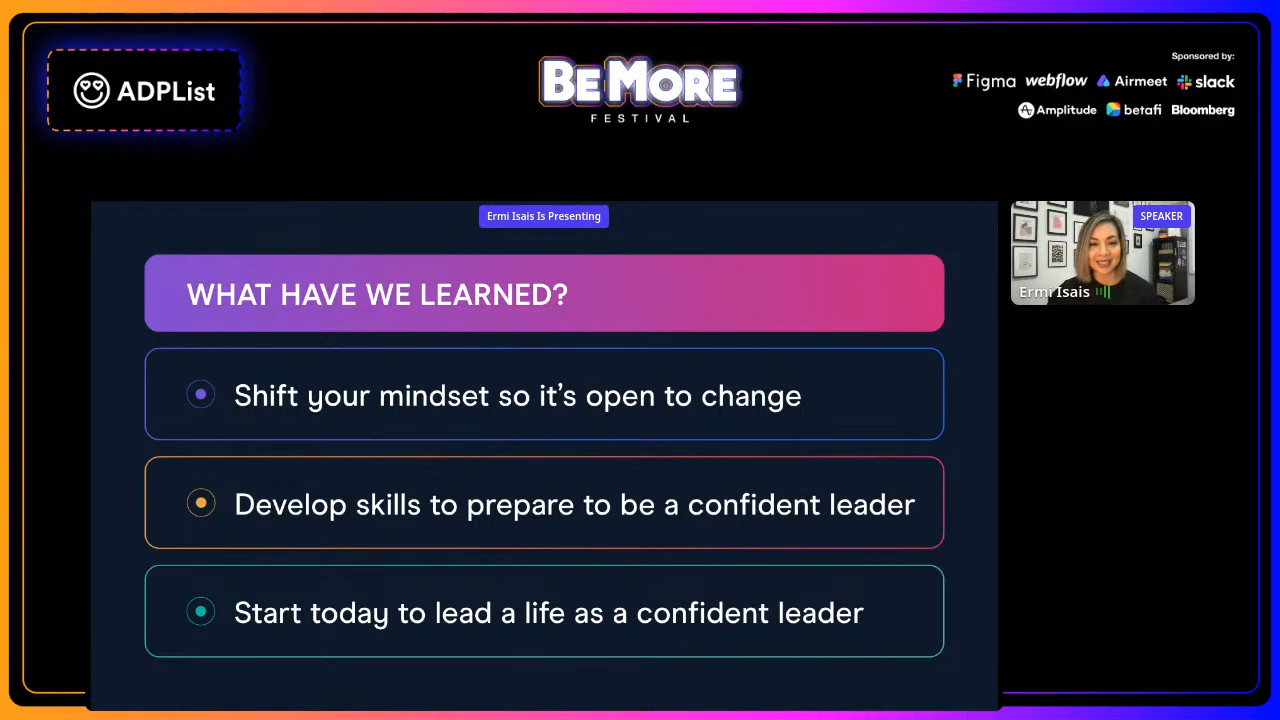 ADPList
BE MORE
FESTIVAL
Sponsored by:
Figma webflow Airmeet slack
Amplitude betafi Bloomberg
Ermi Isais Is Presenting
SPEAKER
Ermi Isais
WHAT HAVE WE LEARNED?
Shift your mindset so it's open to change
Develop skills to prepare to be a confident leader
Start today to lead a life as a confident leader